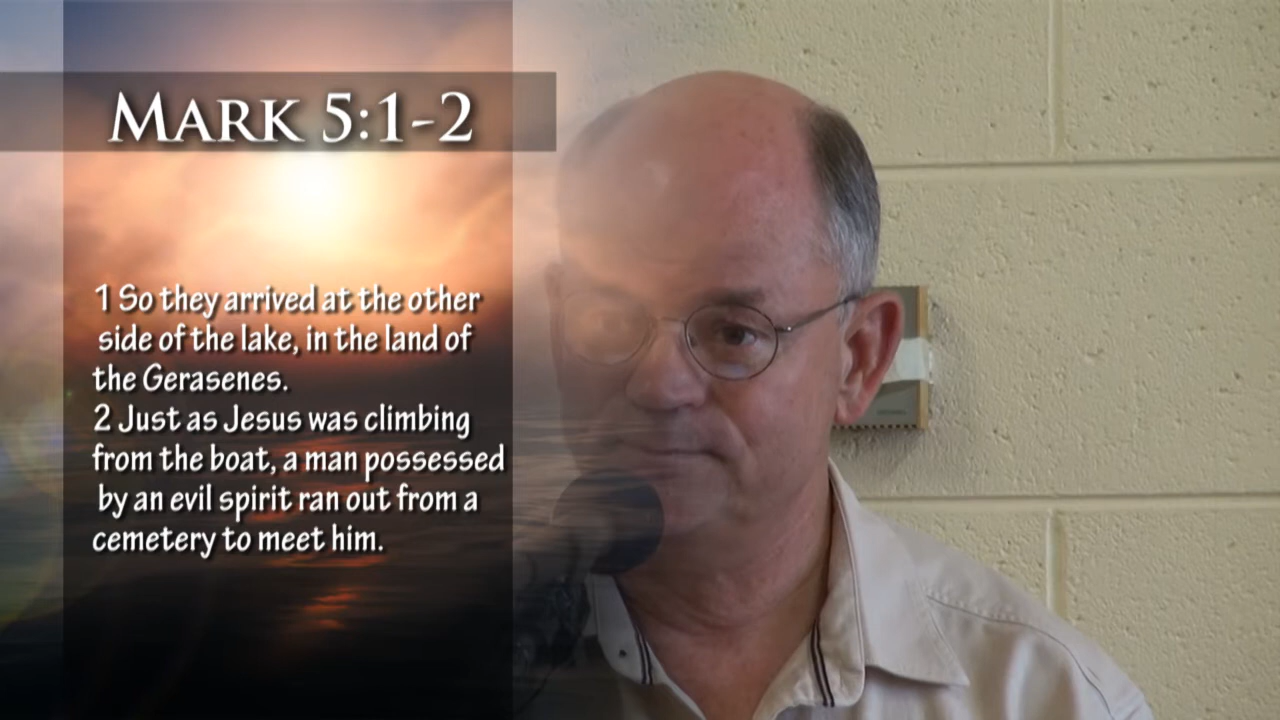 Mark 5:1-2
1 So they arrived at the other
side of the lake, in the land of
the Gerasenes.
2 Just as Jesus was climbing
from the boat, a man possessed
by an evil spirit ran out from a
cemetery to meet him.